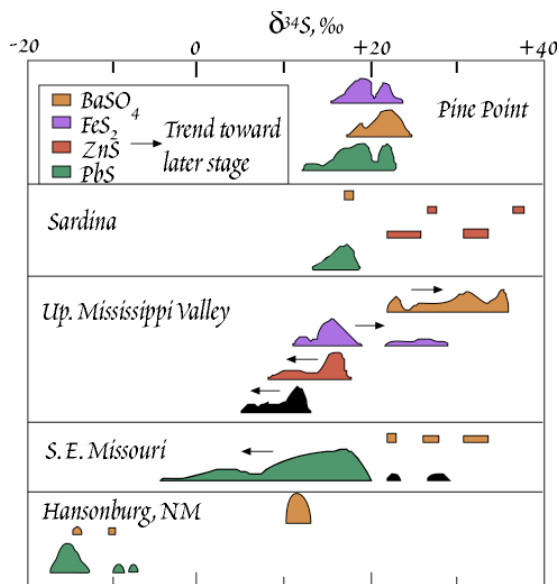 δ³⁴S, ‰
-20 0 +20 +40
BaSO₄
FeS₂
ZnS
PbS
Trend toward
later stage
Pine Point
Sardina
Up. Mississippi Valley
S. E. Missouri
Hansonburg, NM